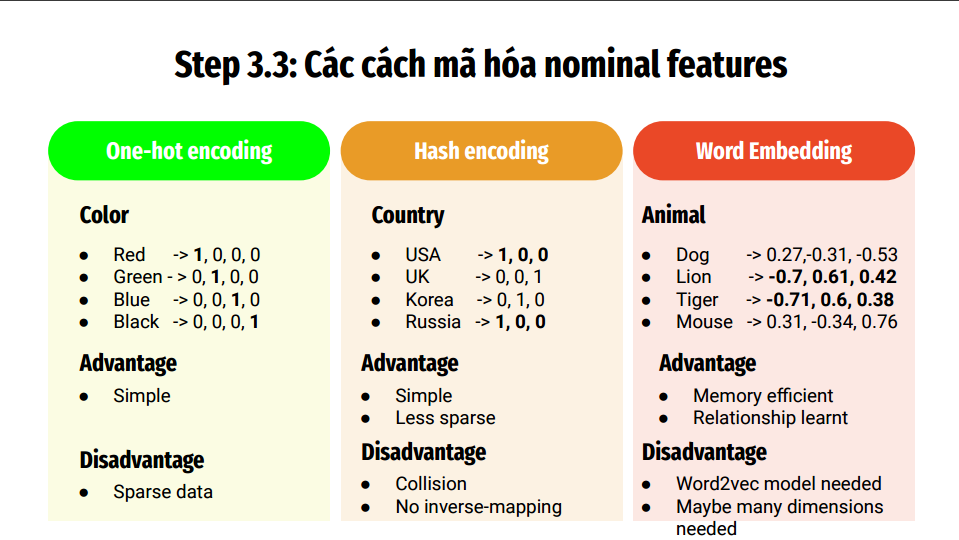 Step 3.3: Các cách mã hóa nominal features
One-hot encoding
Color
● Red -> 1, 0, 0, 0
● Green - > 0, 1, 0, 0
● Blue -> 0, 0, 1, 0
● Black -> 0, 0, 0, 1
Advantage
● Simple
Disadvantage
● Sparse data
Hash encoding
Country
● USA -> 1, 0, 0
● UK -> 0, 0, 1
● Korea -> 0, 1, 0
● Russia -> 1, 0, 0
Advantage
● Simple
● Less sparse
Disadvantage
● Collision
● No inverse-mapping
Word Embedding
Animal
● Dog -> 0.27,-0.31, -0.53
● Lion -> -0.7, 0.61, 0.42
● Tiger -> -0.71, 0.6, 0.38
● Mouse -> 0.31, -0.34, 0.76
Advantage
● Memory efficient
● Relationship learnt
Disadvantage
● Word2vec model needed
● Maybe many dimensions
needed